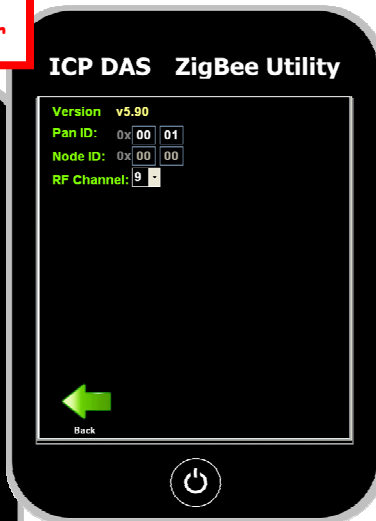 ICP DAS ZigBee Utility
Version v5.90
Pan ID: 0x 00 01
Node ID: 0x 00 00
RF Channel: 9
Back